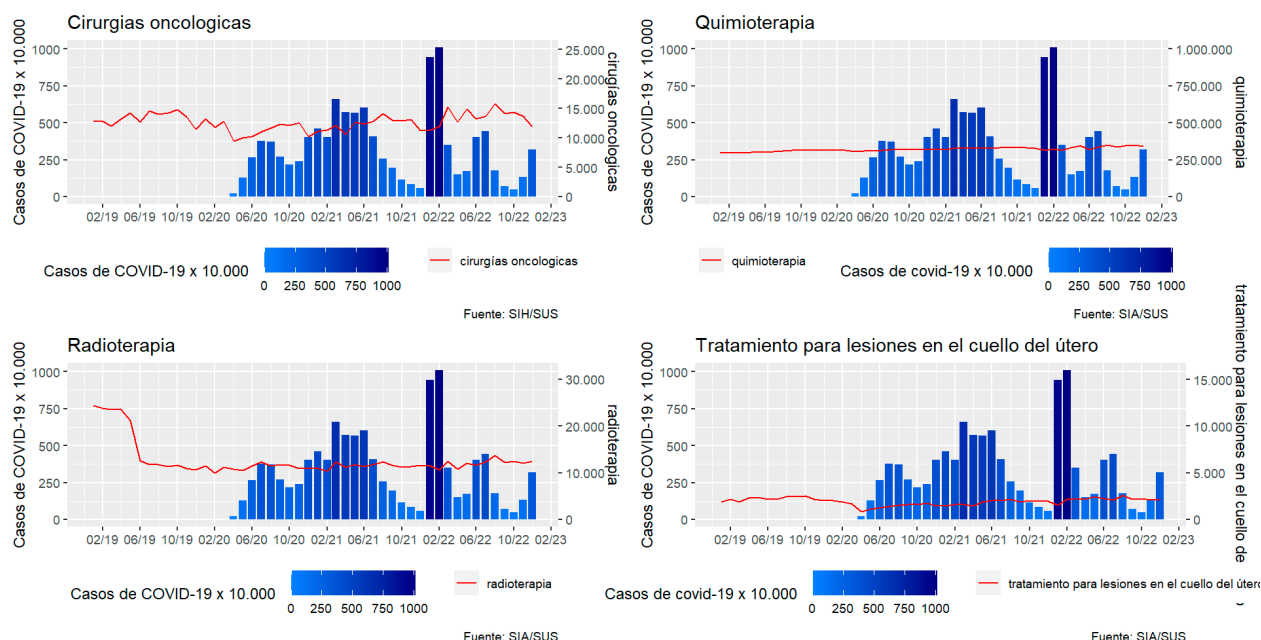 Cirurgias oncologicas
Casos de COVID-19 x 10.000
1000
750
500
250
0
25.000
20.000
15.000
10.000
5.000
0
cirugías oncologicas
02/19 06/19 10/19 02/20 06/20 10/20 02/21 06/21 10/21 02/22 06/22 10/22 02/23
Casos de COVID-19 x 10.000
0 250 500 750 1000
cirurgías oncologicas
Fuente: SIH/SUS
Quimioterapia
Casos de COVID-19 x 10.000
1000
750
500
250
0
1.000.000
750.000
500.000
250.000
0
quimioterapia
02/19 06/19 10/19 02/20 06/20 10/20 02/21 06/21 10/21 02/22 06/22 10/22 02/23
quimioterapia
Casos de covid-19 x 10.000
0 250 500 750 1000
Fuente: SIA/SUS
Radioterapia
Casos de COVID-19 x 10.000
1000
750
500
250
0
30.000
20.000
10.000
0
radioterapia
02/19 06/19 10/19 02/20 06/20 10/20 02/21 06/21 10/21 02/22 06/22 10/22 02/23
Casos de COVID-19 x 10.000
0 250 500 750 1000
radioterapia
Fuente: SIA/SUS
Tratamiento para lesiones en el cuello del útero
Casos de COVID-19 x 10.000
1000
750
500
250
0
15.000
10.000
5.000
0
tratamiento para lesiones en el cuello de
02/19 06/19 10/19 02/20 06/20 10/20 02/21 06/21 10/21 02/22 06/22 10/22 02/23
Casos de covid-19 x 10.000
0 250 500 750 1000
tratamiento para lesiones en el cuello del útero
Fuente: SIA/SUS